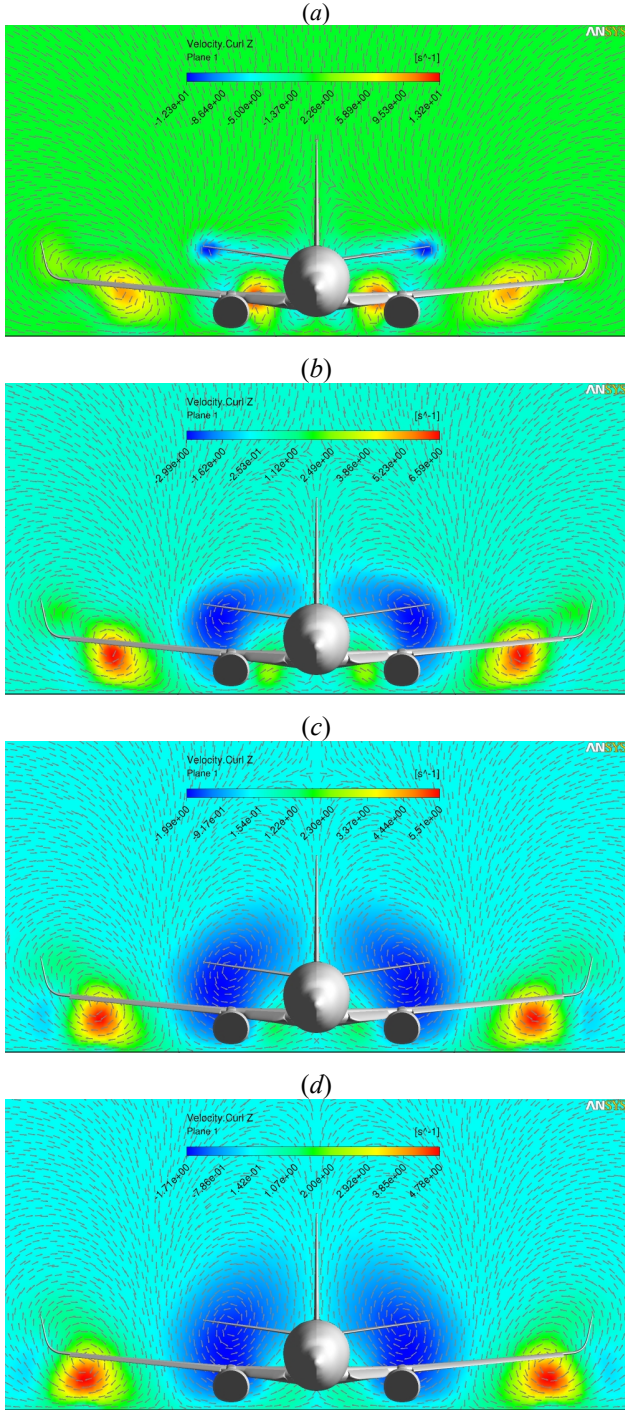 (a)
ANSYS
Velocity.Curl Z
Plane 1
[s^-1]
-1.23e+01
-8.64e+00
-5.00e+00
-1.37e+00
2.26e+00
5.89e+00
9.53e+00
1.32e+01
(b)
ANSYS
Velocity.Curl Z
Plane 1
[s^-1]
-2.99e+00
-1.62e+00
-2.53e-01
1.12e+00
2.49e+00
3.86e+00
5.23e+00
6.59e+00
(c)
ANSYS
Velocity.Curl Z
Plane 1
[s^-1]
-1.99e+00
-9.17e-01
1.54e-01
1.22e+00
2.30e+00
3.37e+00
4.44e+00
5.51e+00
(d)
ANSYS
Velocity.Curl Z
Plane 1
[s^-1]
-1.71e+00
-7.86e-01
-1.42e-01
1.07e+00
2.00e+00
2.92e+00
3.85e+00
4.78e+00